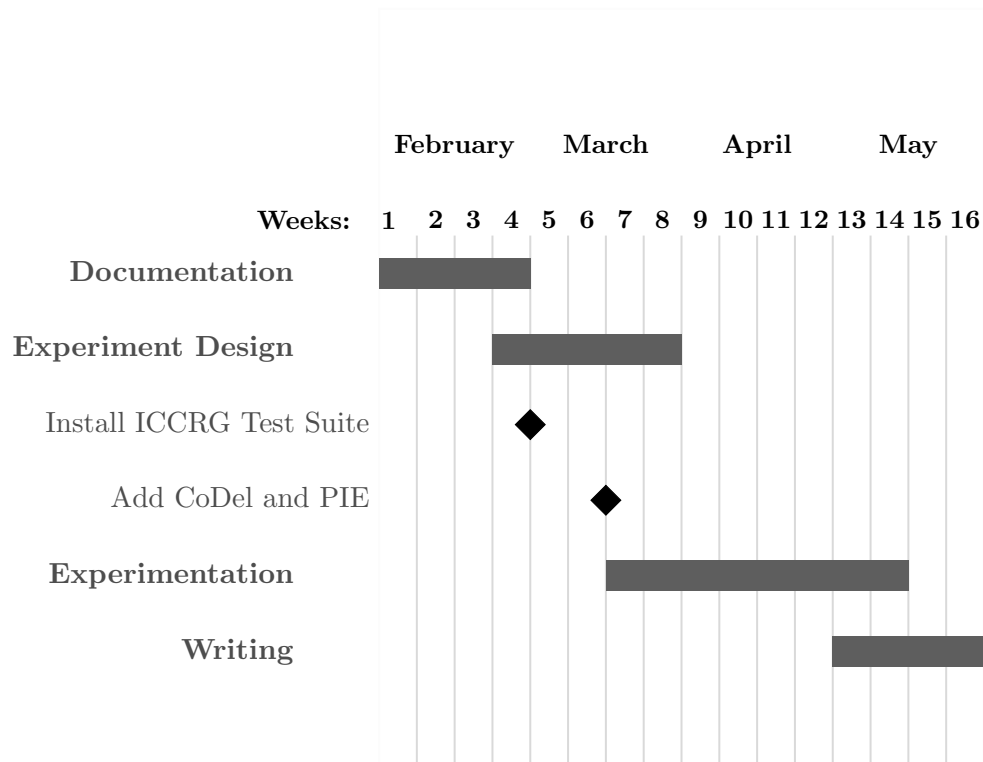 February March April May
Weeks: 1 2 3 4 5 6 7 8 9 10 11 12 13 14 15 16
Documentation
Experiment Design
Install ICCRG Test Suite
Add CoDel and PIE
Experimentation
Writing